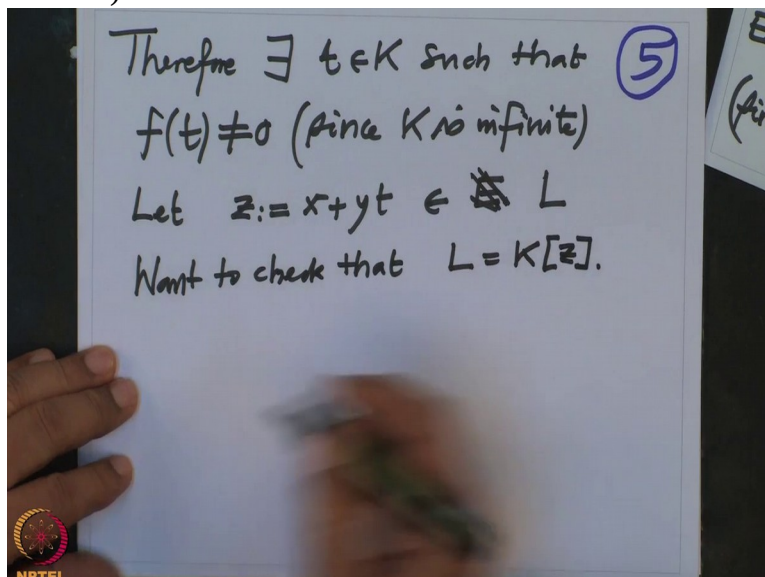 Therefore ∃ t ∈ K such that
5
f(t) ≠ 0 (since K is infinite)
Let z := x + yt ∈ L
Want to check that L = K[z].
NPTEL